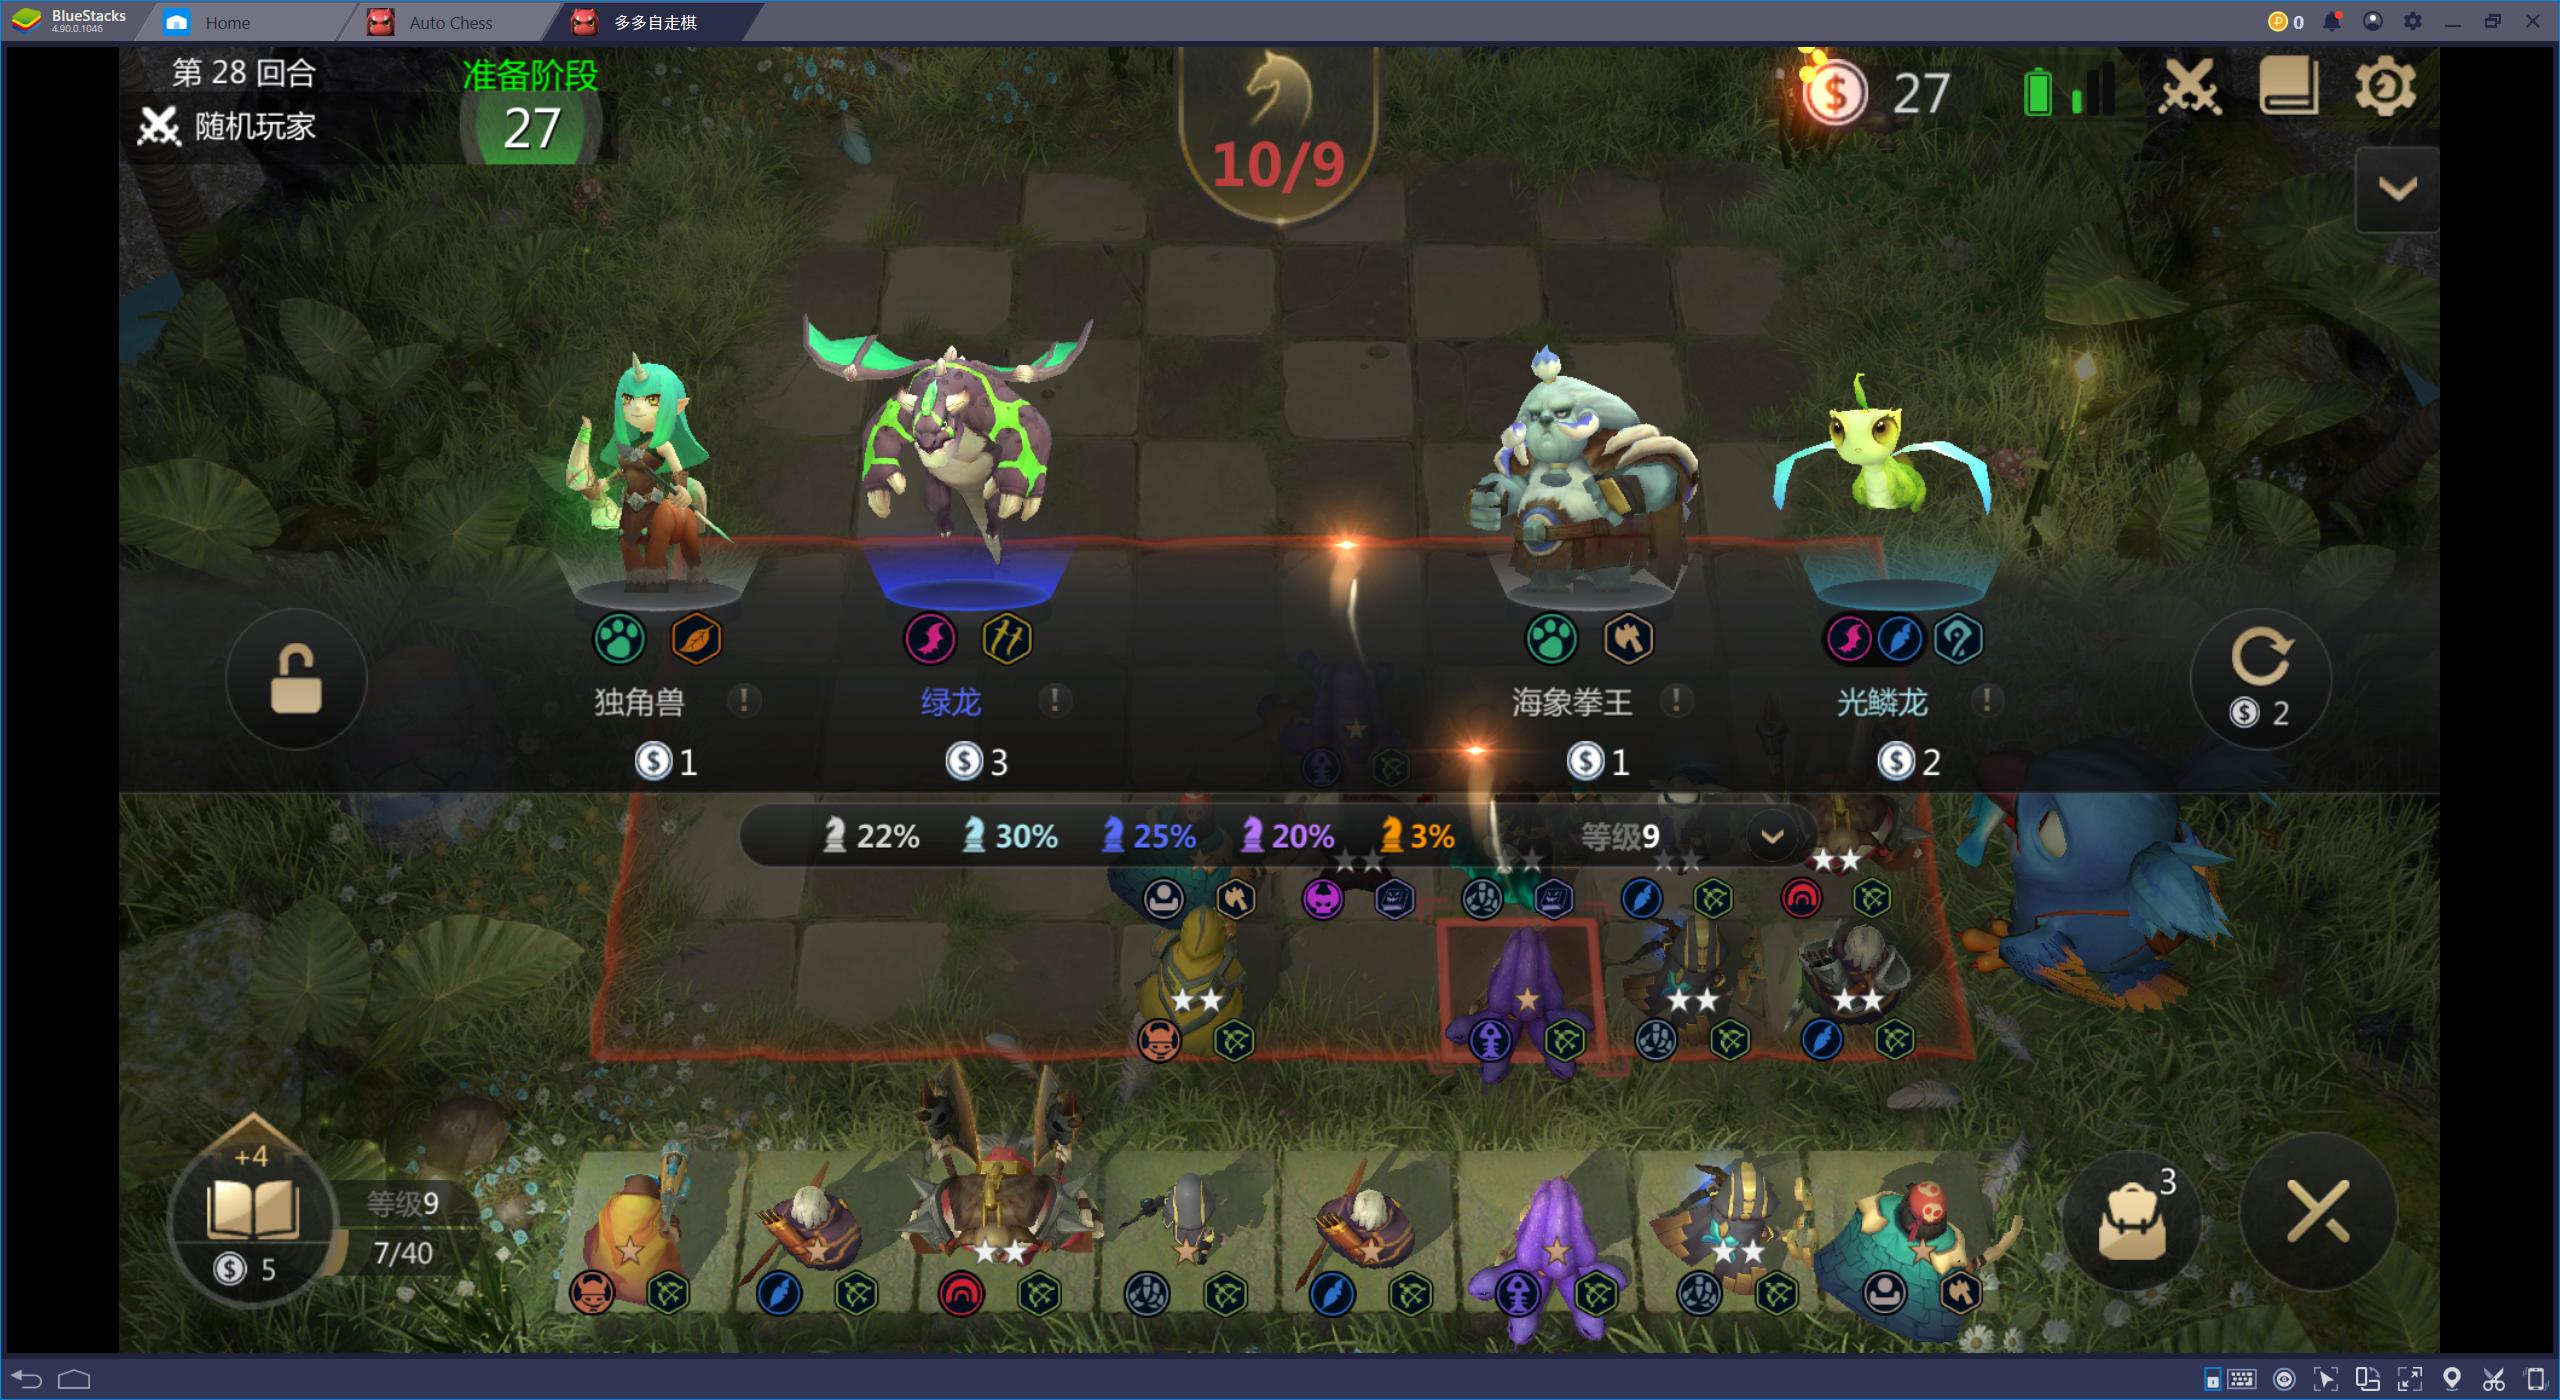 BlueStacks
4.90.0.1046
Home
Auto Chess
多多自走棋
0
第 28 回合
准备阶段
随机玩家
27
10/9
27
独角兽
绿龙
海象拳王
光鳞龙
1
3
1
2
2
22%
30%
25%
20%
3%
等级9
+4
等级9
7/40
5
3